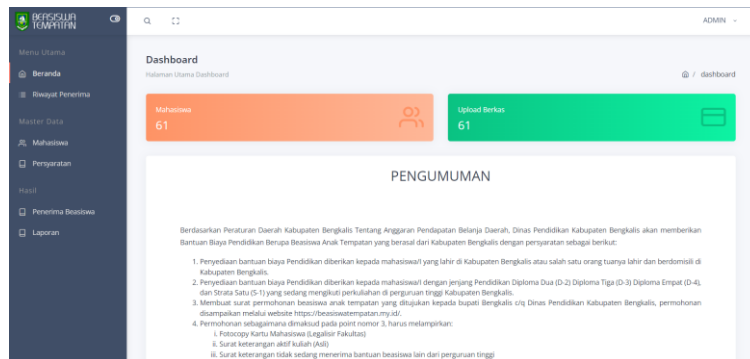 BEASISWA
TEMPATAN
ADMIN
Menu Utama
Beranda
Riwayat Penerima
Master Data
Mahasiswa
Persyaratan
Hasil
Penerima Beasiswa
Laporan
Dashboard
Halaman Utama Dashboard
/ dashboard
Mahasiswa
61
Upload Berkas
61
PENGUMUMAN
Berdasarkan Peraturan Daerah Kabupaten Bengkalis Tentang Anggaran Pendapatan Belanja Daerah, Dinas Pendidikan Kabupaten Bengkalis akan memberikan
Bantuan Biaya Pendidikan Berupa Beasiswa Anak Tempatan yang berasal dari Kabupaten Bengkalis dengan persyaratan sebagai berikut:
1. Penyediaan bantuan biaya Pendidikan diberikan kepada mahasiswa/I yang lahir di Kabupaten Bengkalis atau salah satu orang tuanya lahir dan berdomisili di
Kabupaten Bengkalis.
2. Penyediaan bantuan biaya Pendidikan diberikan kepada mahasiswa/I dengan jenjang Pendidikan Diploma Dua (D-2) Diploma Tiga (D-3) Diploma Empat (D-4),
dan Strata Satu (S-1) yang sedang mengikuti perkuliahan di perguruan tinggi Kabupaten Bengkalis.
3. Membuat surat permohonan beasiswa anak tempatan yang ditujukan kepada bupati Bengkalis c/q Dinas Pendidikan Kabupaten Bengkalis, permohonan
disampaikan melalui website https://beasiswatempatan.my.id/.
4. Permohonan sebagaimana dimaksud pada point nomor 3, harus melampirkan:
i. Fotocopy Kartu Mahasiswa (Legalisir Fakultas)
ii. Surat keterangan aktif kuliah (Asli)
iii. Surat keterangan tidak sedang menerima bantuan beasiswa lain dari perguruan tinggi